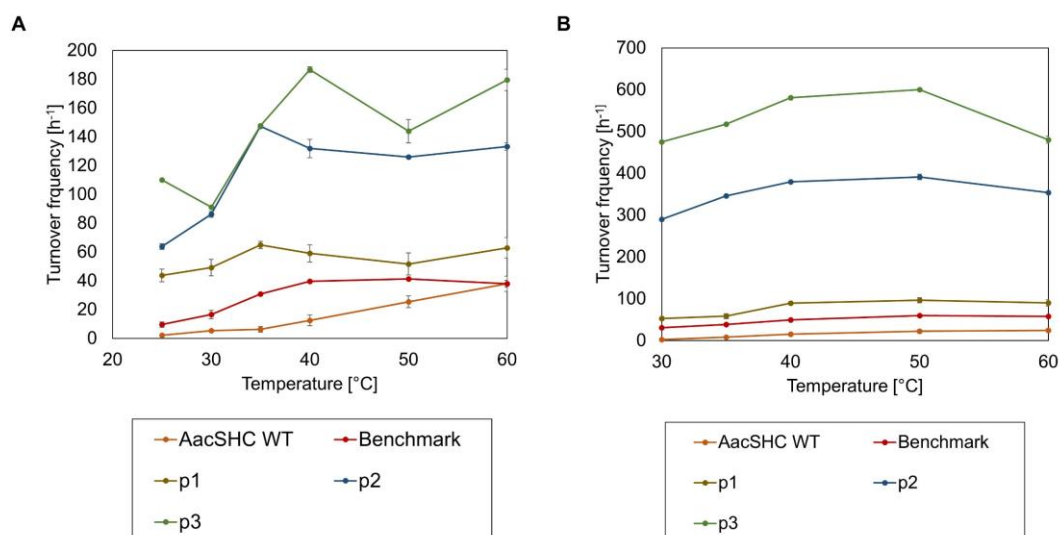 A
Turnover frquency [h-1]
200
180
160
140
120
100
80
60
40
20
0
20 30 40 50 60
Temperature [°C]
AacSHC WT Benchmark
p1 p2
p3
B
Turnover frquency [h-1]
700
600
500
400
300
200
100
0
30 40 50 60
Temperature [°C]
AacSHC WT Benchmark
p1 p2
p3